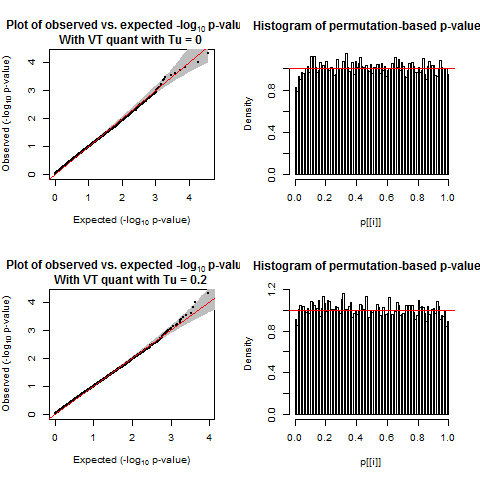 Plot of observed vs. expected -log10 p-valu
With VT quant with Tu = 0
Observed (-log10 p-value)
0 1 2 3 4
0 1 2 3 4
Expected (-log10 p-value)
Histogram of permutation-based p-value
Density
0.0 0.4 0.8
0.0 0.2 0.4 0.6 0.8 1.0
p[[i]]
Plot of observed vs. expected -log10 p-valu
With VT quant with Tu = 0.2
Observed (-log10 p-value)
0 1 2 3 4
0 1 2 3 4
Expected (-log10 p-value)
Histogram of permutation-based p-value
Density
0.0 0.4 0.8 1.2
0.0 0.2 0.4 0.6 0.8 1.0
p[[i]]